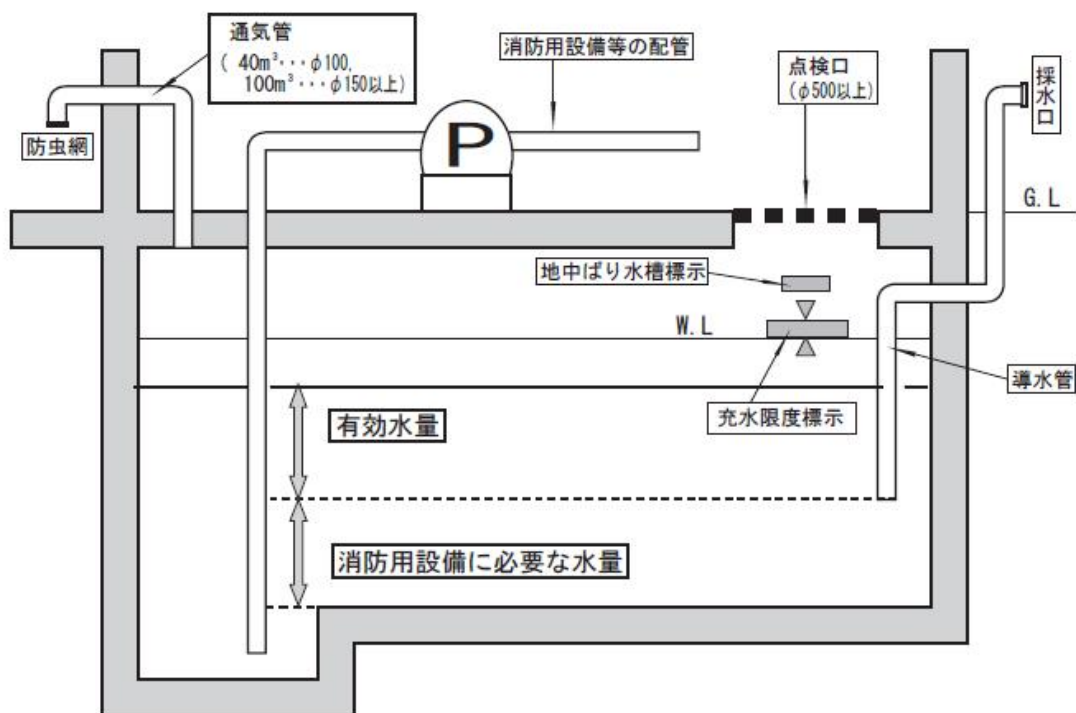 通気管
( 40m³・・・φ100,
100m³・・・φ150以上)
消防用設備等の配管
点検口
(φ500以上)
採水口
防虫網
P
G.L
地中ばり水槽標示
W.L
導水管
充水限度標示
有効水量
消防用設備に必要な水量